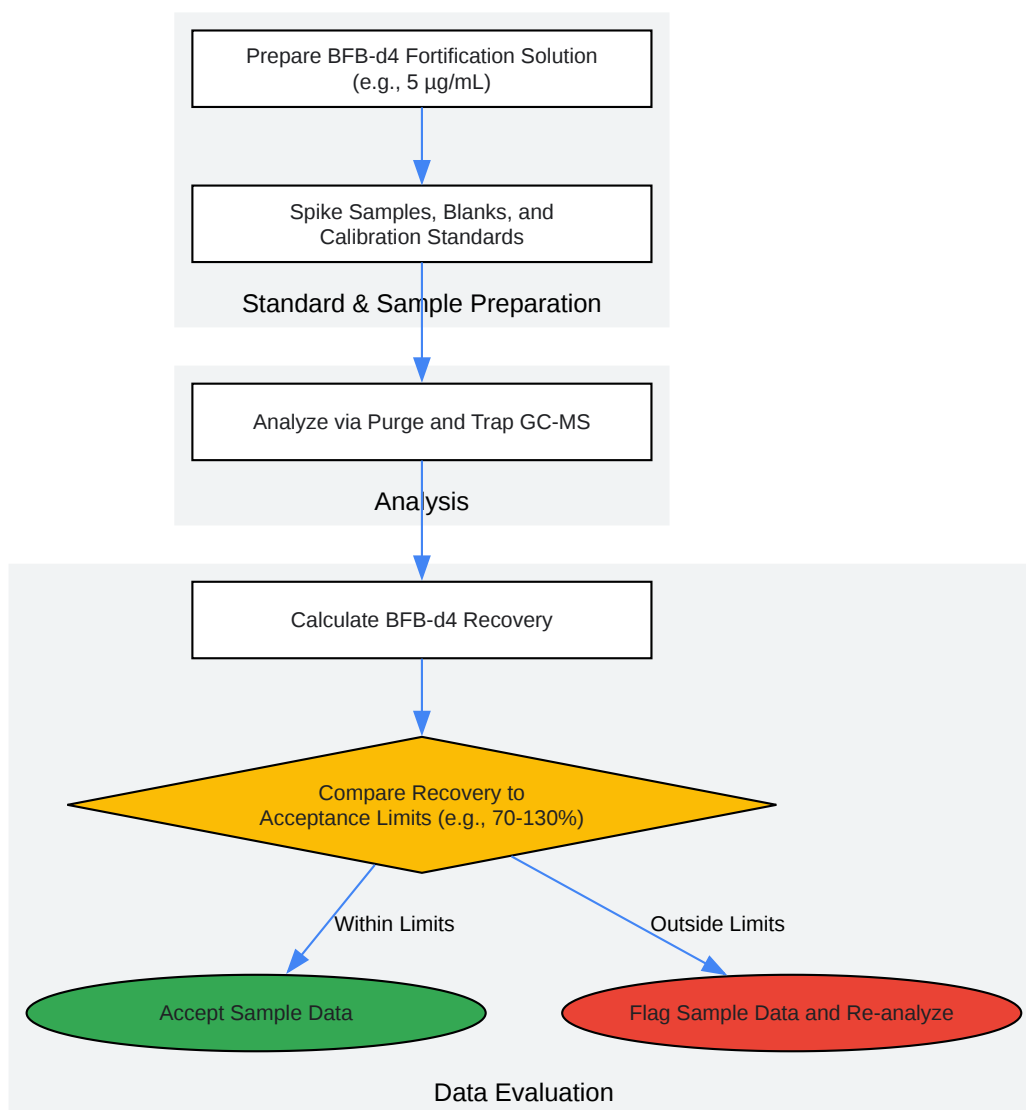 Prepare BFB-d4 Fortification Solution
(e.g., 5 µg/mL)
Spike Samples, Blanks, and
Calibration Standards
Standard & Sample Preparation
Analyze via Purge and Trap GC-MS
Analysis
Calculate BFB-d4 Recovery
Compare Recovery to
Acceptance Limits (e.g., 70-130%)
Within Limits
Outside Limits
Accept Sample Data
Flag Sample Data and Re-analyze
Data Evaluation